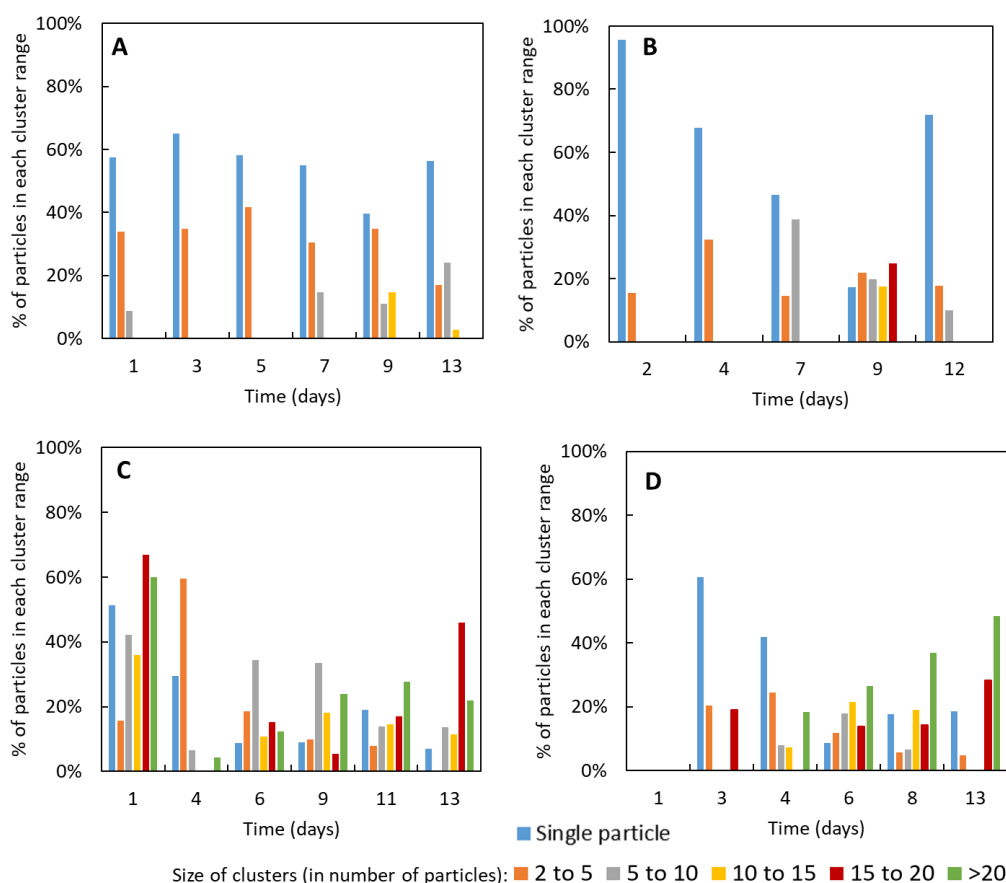 A
% of particles in each cluster range
100%
80%
60%
40%
20%
0%
1 3 5 7 9 13
Time (days)
B
% of particles in each cluster range
100%
80%
60%
40%
20%
0%
2 4 7 9 12
Time (days)
C
% of particles in each cluster range
100%
80%
60%
40%
20%
0%
1 4 6 9 11 13
Time (days)
D
% of particles in each cluster range
100%
80%
60%
40%
20%
0%
1 3 4 6 8 13
Time (days)
Single particle
Size of clusters (in number of particles): 2 to 5 5 to 10 10 to 15 15 to 20 >20